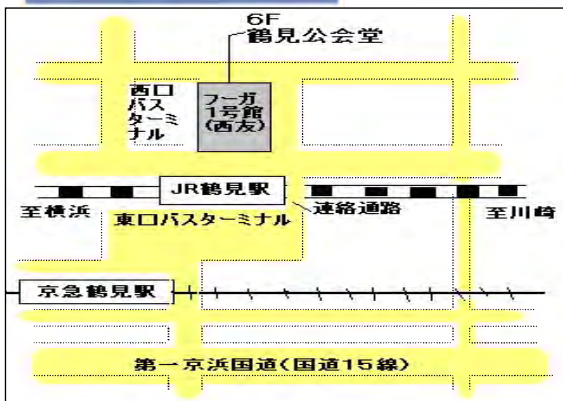 6F
鶴見公会堂
西口
バス
ターミ
ナル
フーガ
1号館
(西友)
JR鶴見駅
至横浜
連絡通路
至川崎
東口バスターミナル
京急鶴見駅
第一京浜国道(国道15線)